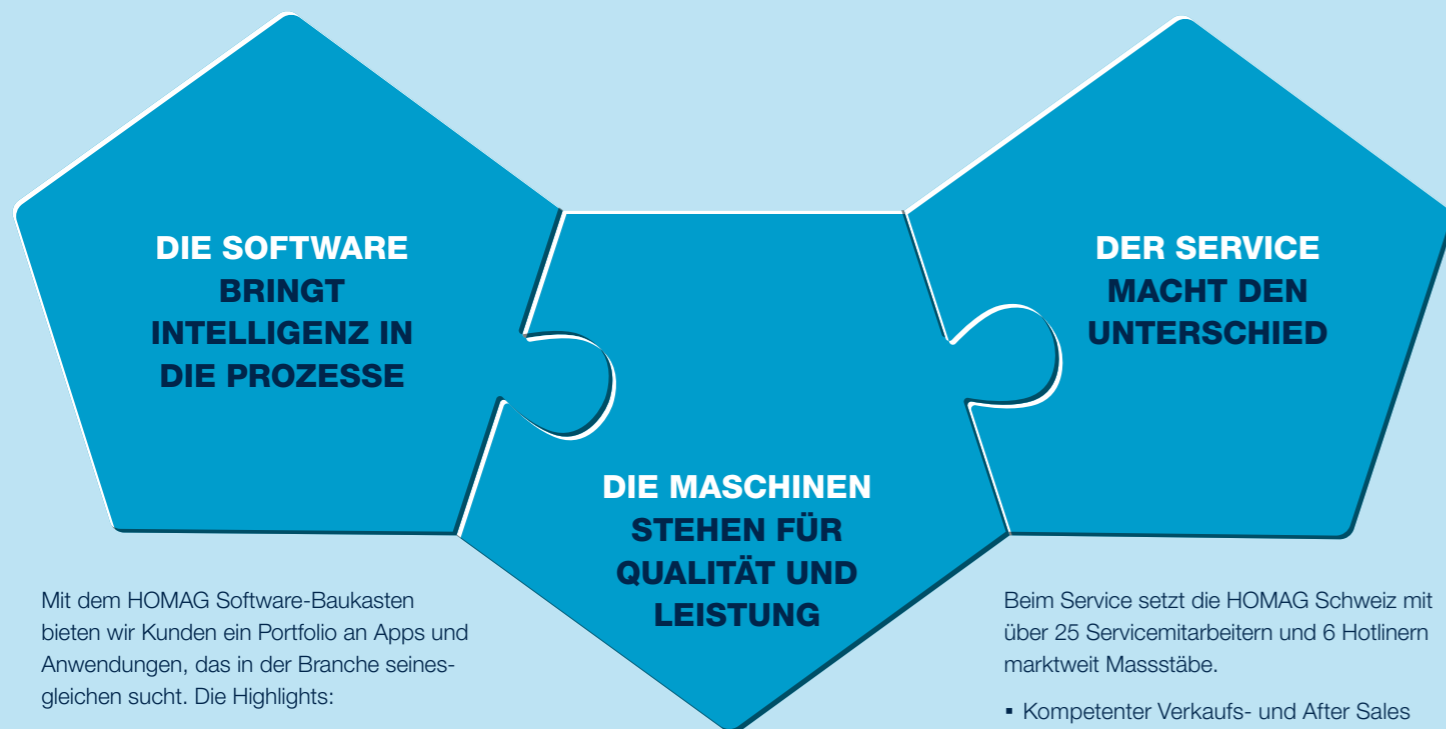 DIE SOFTWARE
BRINGT
INTELLIGENZ IN
DIE PROZESSE
DIE MASCHINEN
STEHEN FÜR
QUALITÄT UND
LEISTUNG
DER SERVICE
MACHT DEN
UNTERSCHIED
Mit dem HOMAG Software-Baukasten
bieten wir Kunden ein Portfolio an Apps und
Anwendungen, das in der Branche seines-
gleichen sucht. Die Highlights:
Beim Service setzt die HOMAG Schweiz mit
über 25 Servicemitarbeitern und 6 Hotlinern
marktweit Massstäbe.
▪ Kompetenter Verkaufs- und After Sales